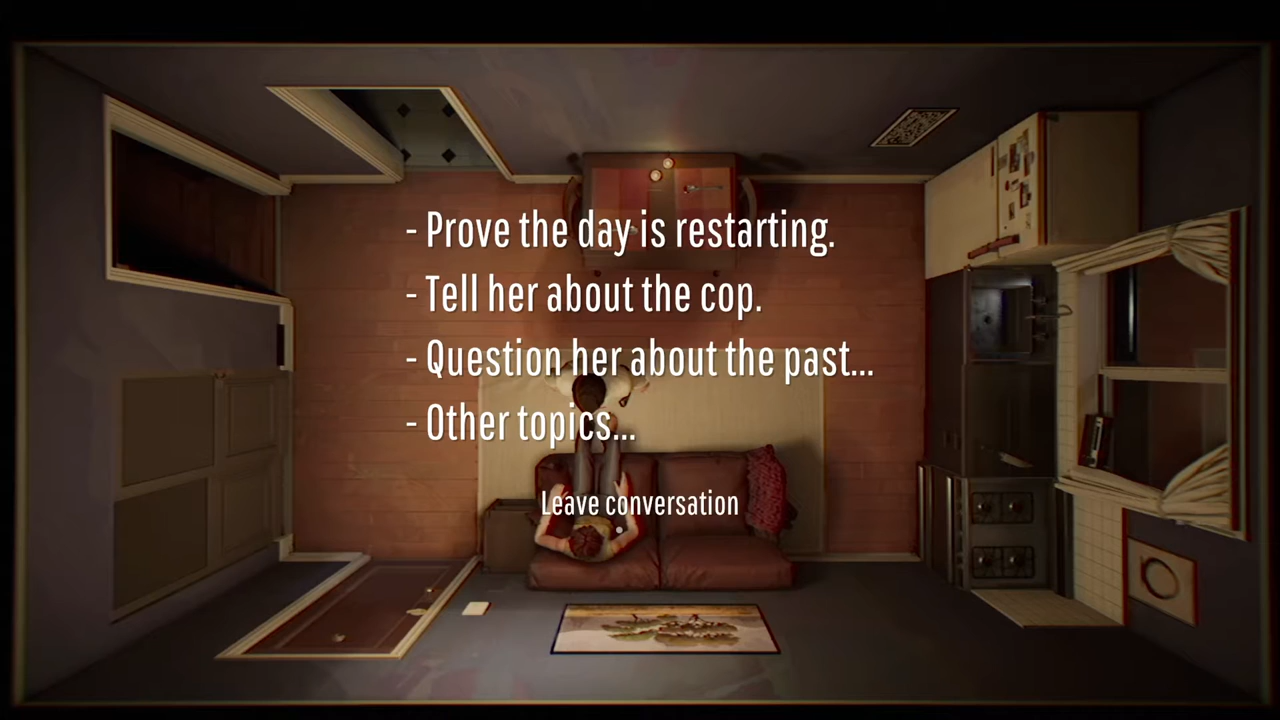 - Prove the day is restarting.
- Tell her about the cop.
- Question her about the past...
- Other topics...
Leave conversation